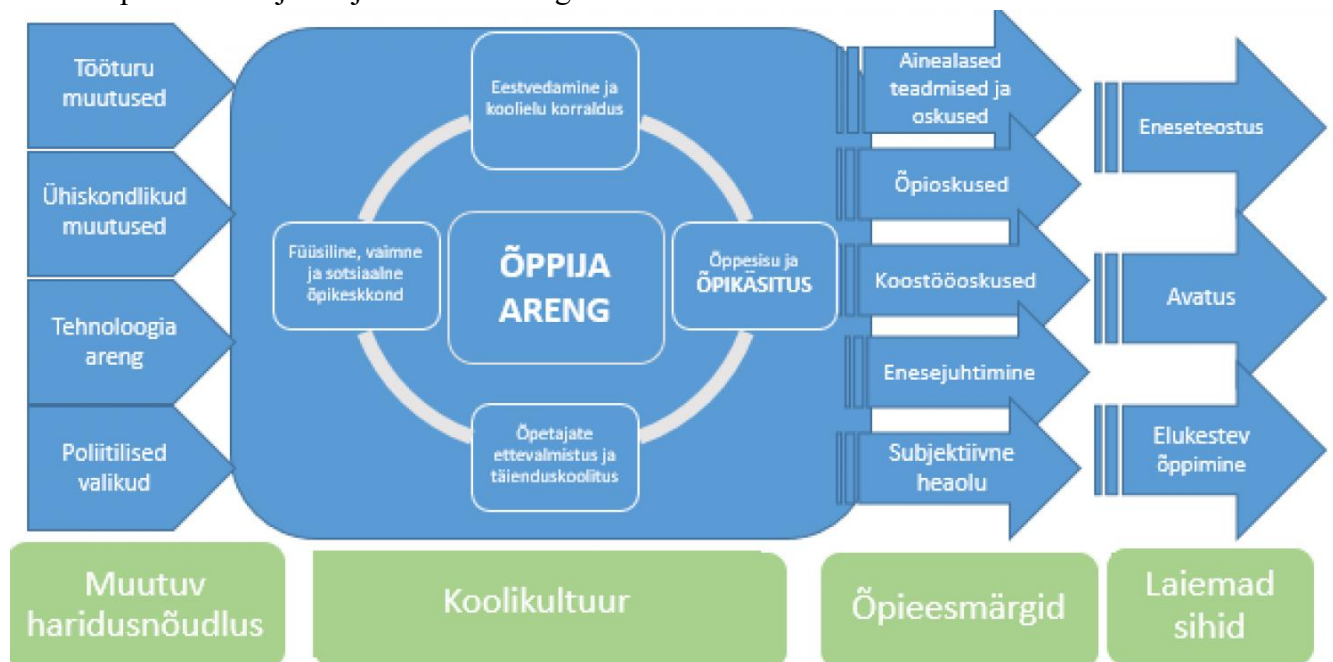 Tööturu
muutused
Ühiskondlikud
muutused
Tehnoloogia
areng
Poliitilised
valikud
Eestvedamine ja
koolielu korraldus
Füüsiline, vaimne
ja sotsiaalne
õpikeskkond
ÕPPIJA
ARENG
Õppesisu ja
ÕPIKÄSITUS
Õpetajate
ettevalmistus ja
täienduskoolitus
Ainealased
teadmised ja
oskused
Õpioskused
Koostööoskused
Enesejuhtimine
Subjektiivne
heaolu
Eneseteostus
Avatus
Elukestev
õppimine
Muutuv
haridusnõudlus
Koolikultuur
Õpieesmärgid
Laiemad
sihid